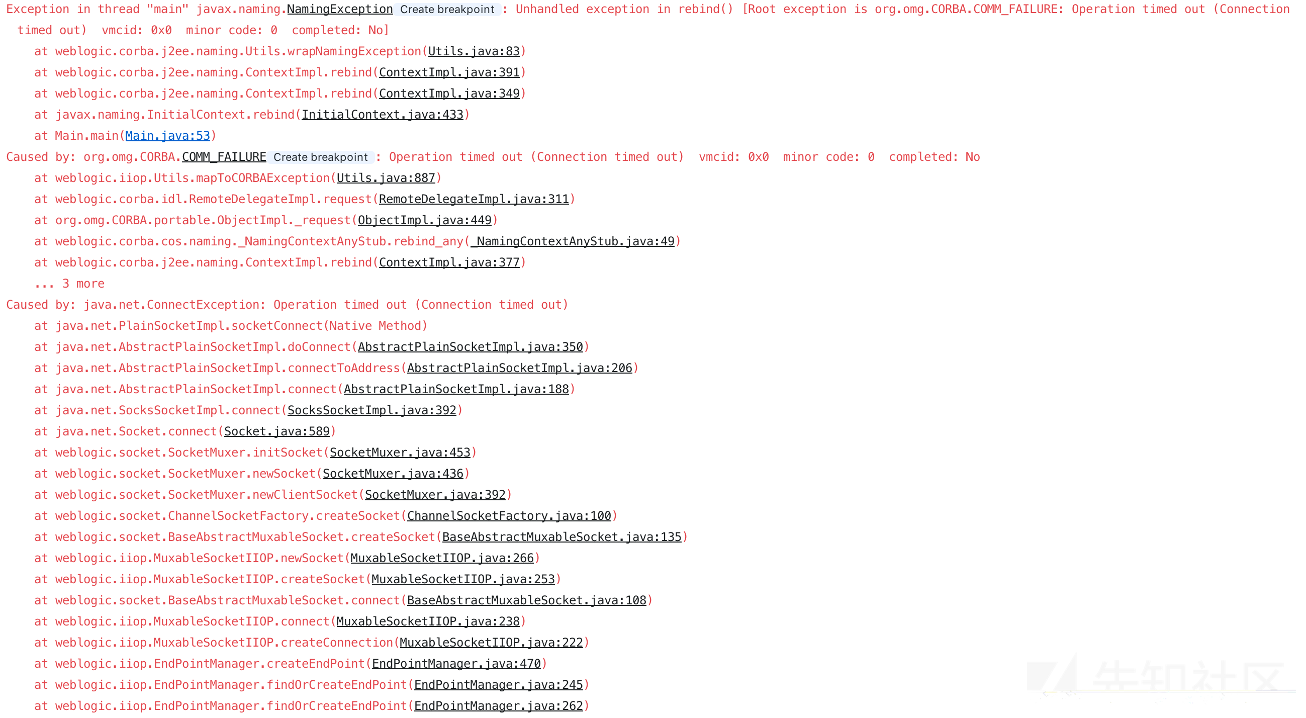 Exception in thread "main" javax.naming.NamingException Create breakpoint : Unhandled exception in rebind() [Root exception is org.omg.CORBA.COMM_FAILURE: Operation timed out (Connection
timed out)  vmcid: 0x0  minor code: 0  completed: No]
at weblogic.corba.j2ee.naming.Utils.wrapNamingException(Utils.java:83)
at weblogic.corba.j2ee.naming.ContextImpl.rebind(ContextImpl.java:391)
at weblogic.corba.j2ee.naming.ContextImpl.rebind(ContextImpl.java:349)
at javax.naming.InitialContext.rebind(InitialContext.java:433)
at Main.main(Main.java:53)
Caused by: org.omg.CORBA.COMM_FAILURE Create breakpoint : Operation timed out (Connection timed out)  vmcid: 0x0  minor code: 0  completed: No
at weblogic.iiop.Utils.mapToCORBAException(Utils.java:887)
at weblogic.corba.idl.RemoteDelegateImpl.request(RemoteDelegateImpl.java:311)
at org.omg.CORBA.portable.ObjectImpl._request(ObjectImpl.java:449)
at weblogic.corba.cos.naming._NamingContextAnyStub.rebind_any(_NamingContextAnyStub.java:49)
at weblogic.corba.j2ee.naming.ContextImpl.rebind(ContextImpl.java:377)
... 3 more
Caused by: java.net.ConnectException: Operation timed out (Connection timed out)
at java.net.PlainSocketImpl.socketConnect(Native Method)
at java.net.AbstractPlainSocketImpl.doConnect(AbstractPlainSocketImpl.java:350)
at java.net.AbstractPlainSocketImpl.connectToAddress(AbstractPlainSocketImpl.java:206)
at java.net.AbstractPlainSocketImpl.connect(AbstractPlainSocketImpl.java:188)
at java.net.SocksSocketImpl.connect(SocksSocketImpl.java:392)
at java.net.Socket.connect(Socket.java:589)
at weblogic.socket.SocketMuxer.initSocket(SocketMuxer.java:453)
at weblogic.socket.SocketMuxer.newSocket(SocketMuxer.java:436)
at weblogic.socket.SocketMuxer.newClientSocket(SocketMuxer.java:392)
at weblogic.socket.ChannelSocketFactory.createSocket(ChannelSocketFactory.java:100)
at weblogic.socket.BaseAbstractMuxableSocket.createSocket(BaseAbstractMuxableSocket.java:135)
at weblogic.iiop.MuxableSocketIIOP.newSocket(MuxableSocketIIOP.java:266)
at weblogic.iiop.MuxableSocketIIOP.createSocket(MuxableSocketIIOP.java:253)
at weblogic.socket.BaseAbstractMuxableSocket.connect(BaseAbstractMuxableSocket.java:108)
at weblogic.iiop.MuxableSocketIIOP.connect(MuxableSocketIIOP.java:238)
at weblogic.iiop.MuxableSocketIIOP.createConnection(MuxableSocketIIOP.java:222)
at weblogic.iiop.EndPointManager.createEndPoint(EndPointManager.java:470)
at weblogic.iiop.EndPointManager.findOrCreateEndPoint(EndPointManager.java:245)
at weblogic.iiop.EndPointManager.findOrCreateEndPoint(EndPointManager.java:262)
先知社区